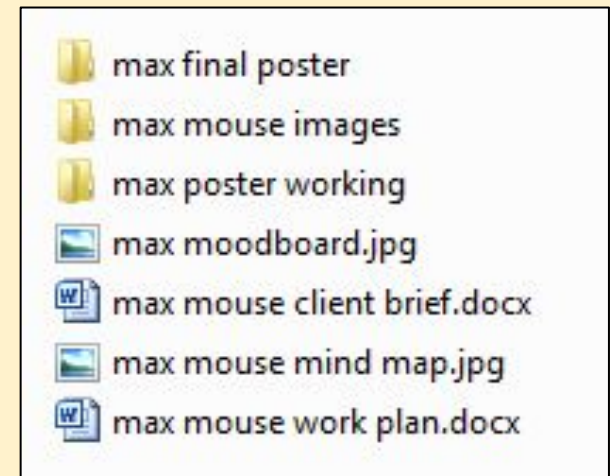 max final poster
max mouse images
max poster working
max moodboard.jpg
max mouse client brief.docx
max mouse mind map.jpg
max mouse work plan.docx